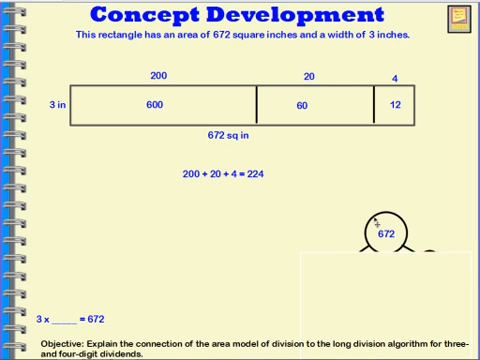 Concept Development
This rectangle has an area of 672 square inches and a width of 3 inches.
200 20 4
3 in 600 60 12
672 sq in
200 + 20 + 4 = 224
672
3 x _____ = 672
Objective: Explain the connection of the area model of division to the long division algorithm for three-
and four-digit dividends.